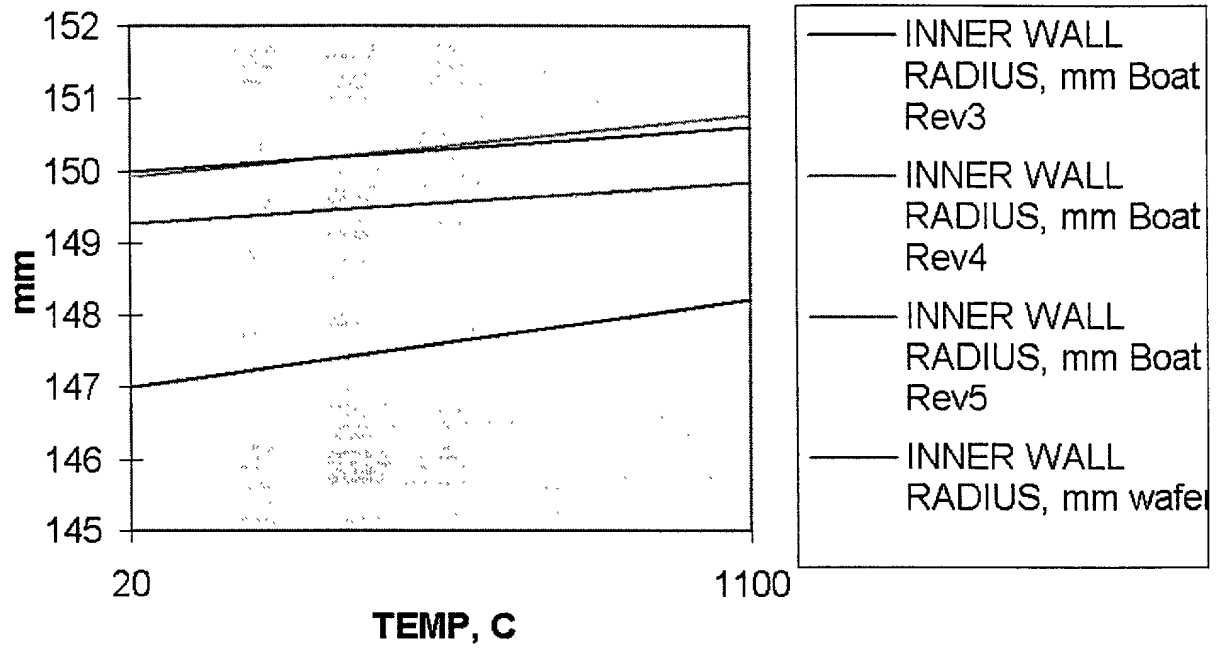 152
151
150
149
148
147
146
145
mm
20
1100
TEMP, C
INNER WALL
RADIUS, mm Boat
Rev3
INNER WALL
RADIUS, mm Boat
Rev4
INNER WALL
RADIUS, mm Boat
Rev5
INNER WALL
RADIUS, mm wafer